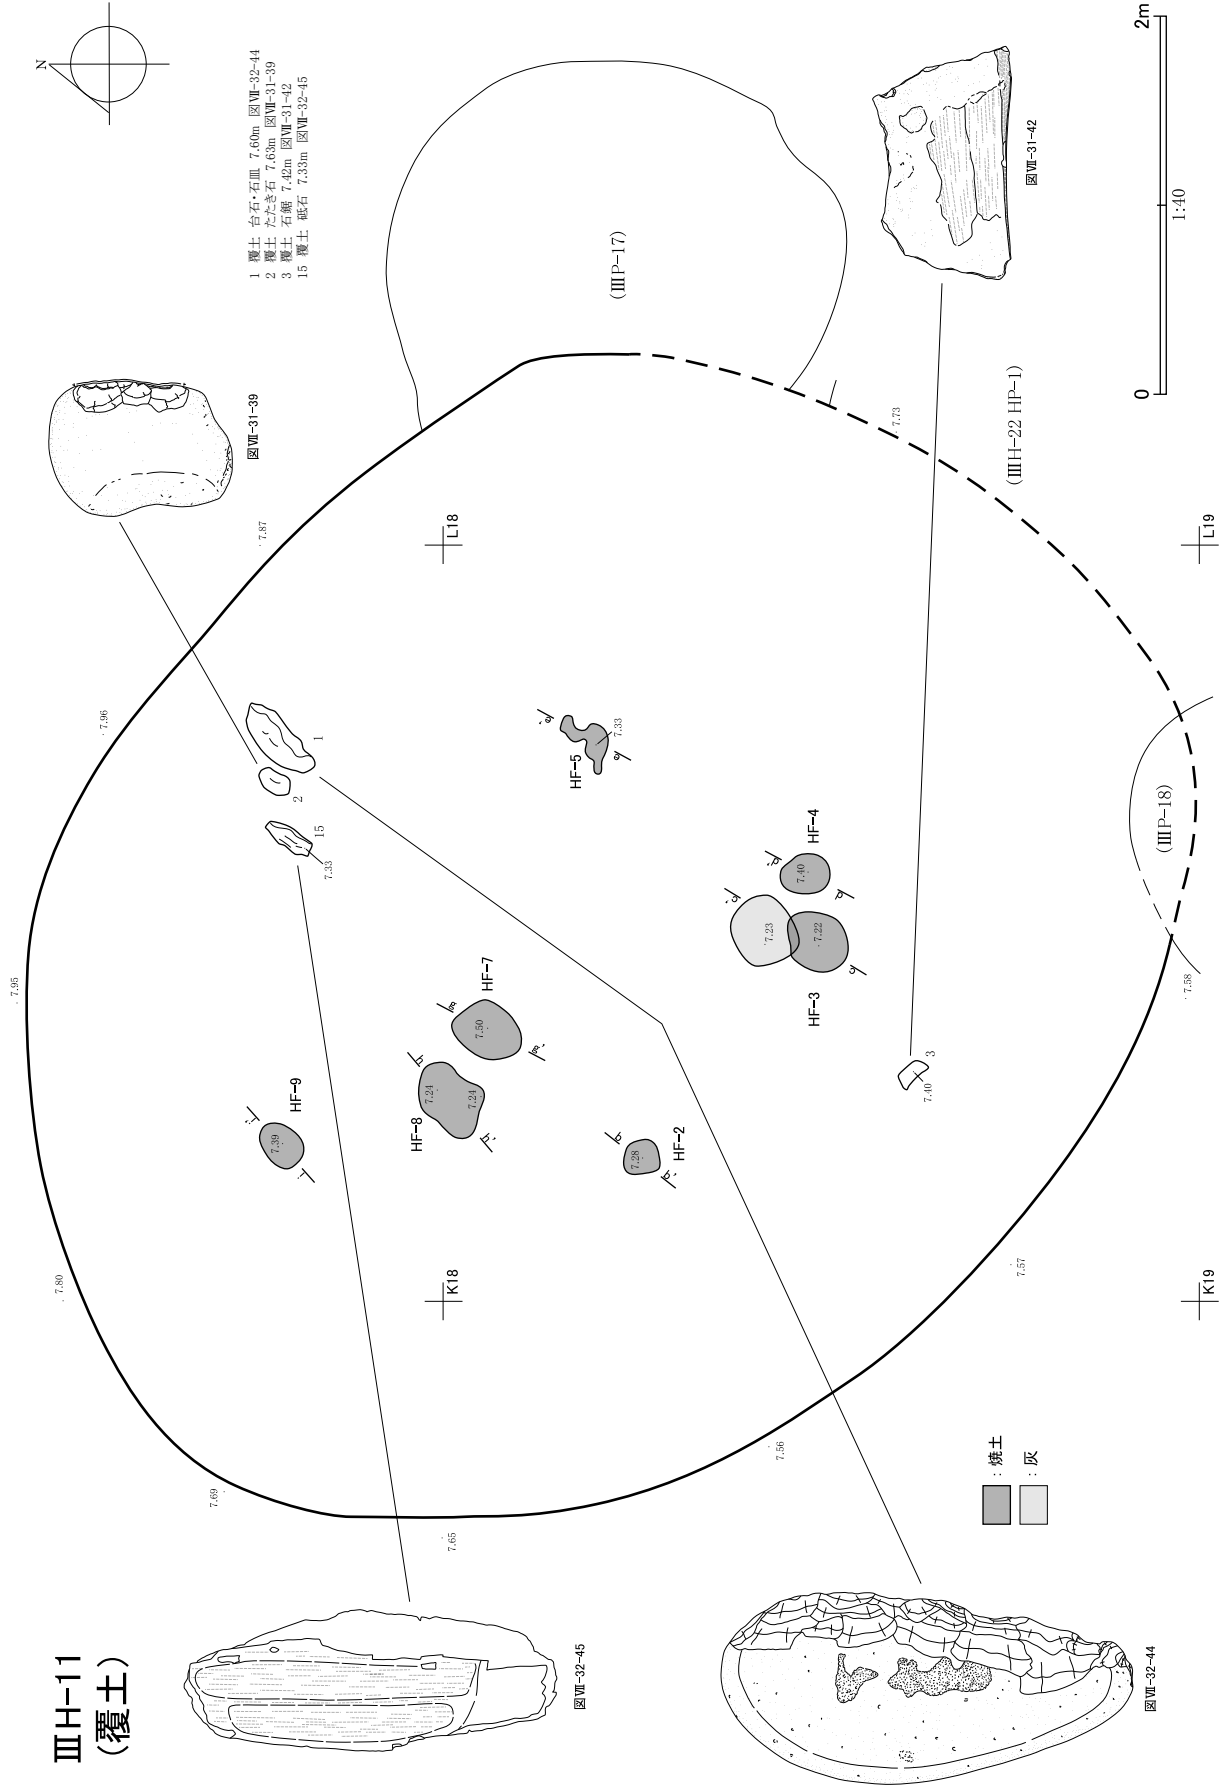 ⅢH-11
(覆土)
N
1 覆土 台石・石皿 7.60m 図Ⅶ-32-44
2 覆土 たたき石 7.63m 図Ⅶ-31-39
3 覆土 石鋸 7.42m 図Ⅶ-31-42
15 覆土 砥石 7.33m 図Ⅶ-32-45
図Ⅶ-31-39
図Ⅶ-31-42
図Ⅶ-32-45
図Ⅶ-32-44
(ⅢP-17)
(ⅢH-22 HP-1)
(ⅢP-18)
7.69
7.80
7.95
7.96
7.87
7.73
7.65
7.56
7.57
7.58
K18
L18
K19
L19
1
2
15
7.33
3
7.40
HF-9
7.39
i'
i
HF-8
7.24
7.24
h
h'
HF-7
7.50
g
g'
HF-2
7.28
b
b'
HF-5
7.33
e'
e
HF-3
7.23
7.22
c'
c
HF-4
7.40
d'
d
:焼土
:灰
0
2m
1:40